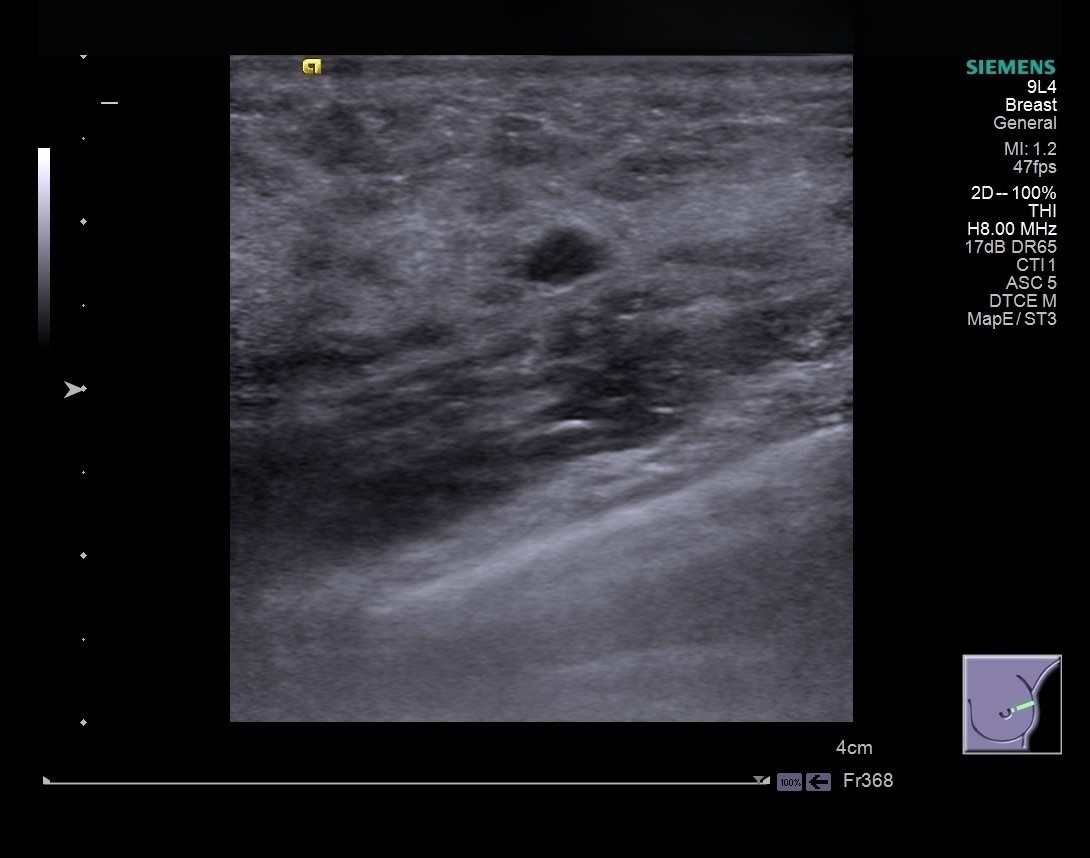 SIEMENS
9L4
Breast
General
MI: 1.2
47fps
2D--100%
THI
H8.00 MHz
17dB DR65
CTI 1
ASC 5
DTCE M
MapE / ST3
4cm
100%
Fr368